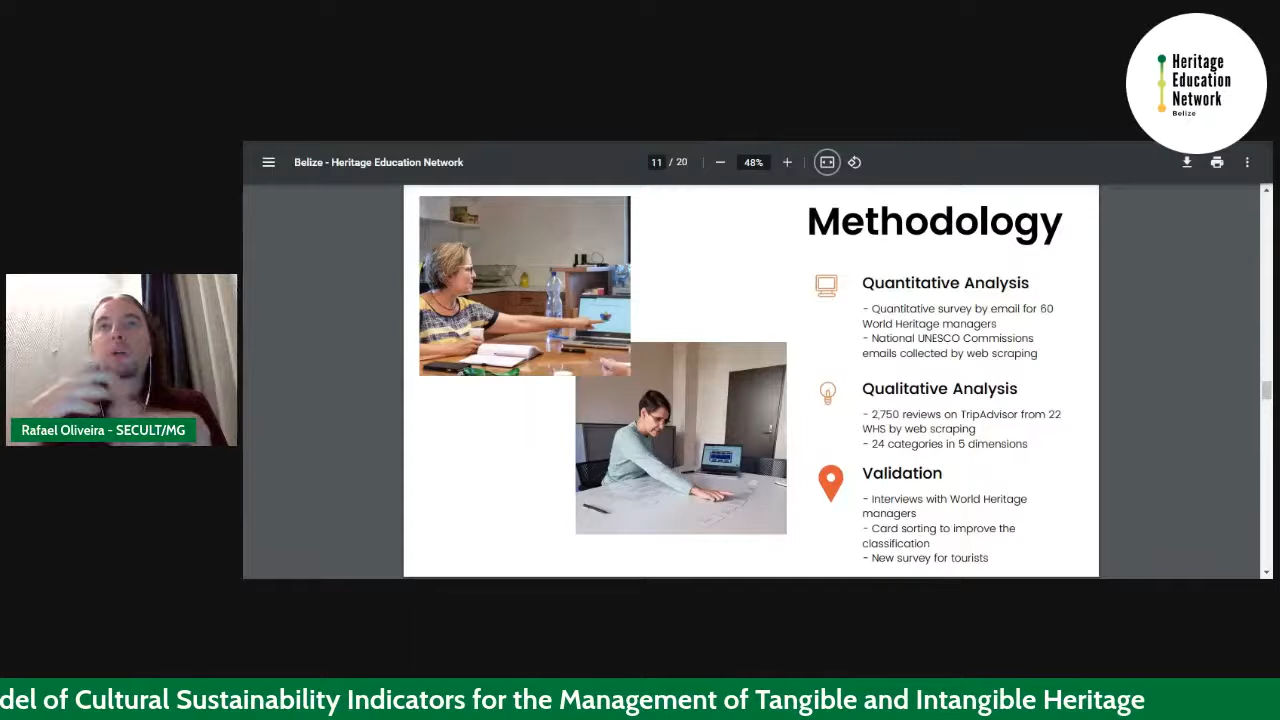 Heritage
Education
Network
Belize
Belize - Heritage Education Network
11 / 20
48%
Methodology
Quantitative Analysis
- Quantitative survey by email for 60
World Heritage managers
- National UNESCO Commissions
emails collected by web scraping
Qualitative Analysis
- 2,750 reviews on TripAdvisor from 22
WHS by web scraping
- 24 categories in 5 dimensions
Validation
- Interviews with World Heritage
managers
- Card sorting to improve the
classification
- New survey for tourists
Rafael Oliveira - SECULT/MG
del of Cultural Sustainability Indicators for the Management of Tangible and Intangible Heritage